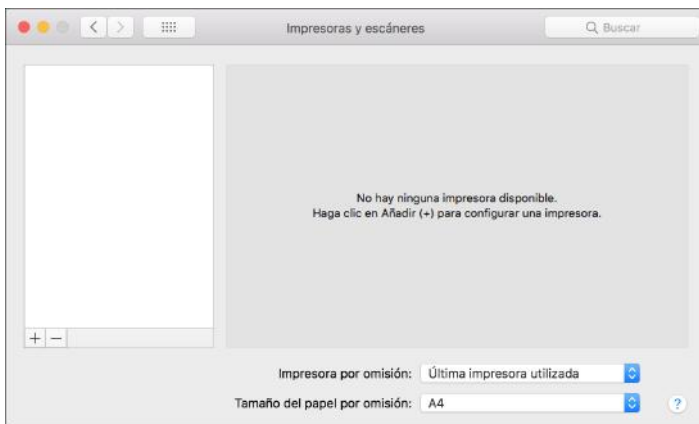 Impresoras y escáneres
Buscar
No hay ninguna impresora disponible.
Haga clic en Añadir (+) para configurar una impresora.
+ −
Impresora por omisión: Última impresora utilizada
Tamaño del papel por omisión: A4
?